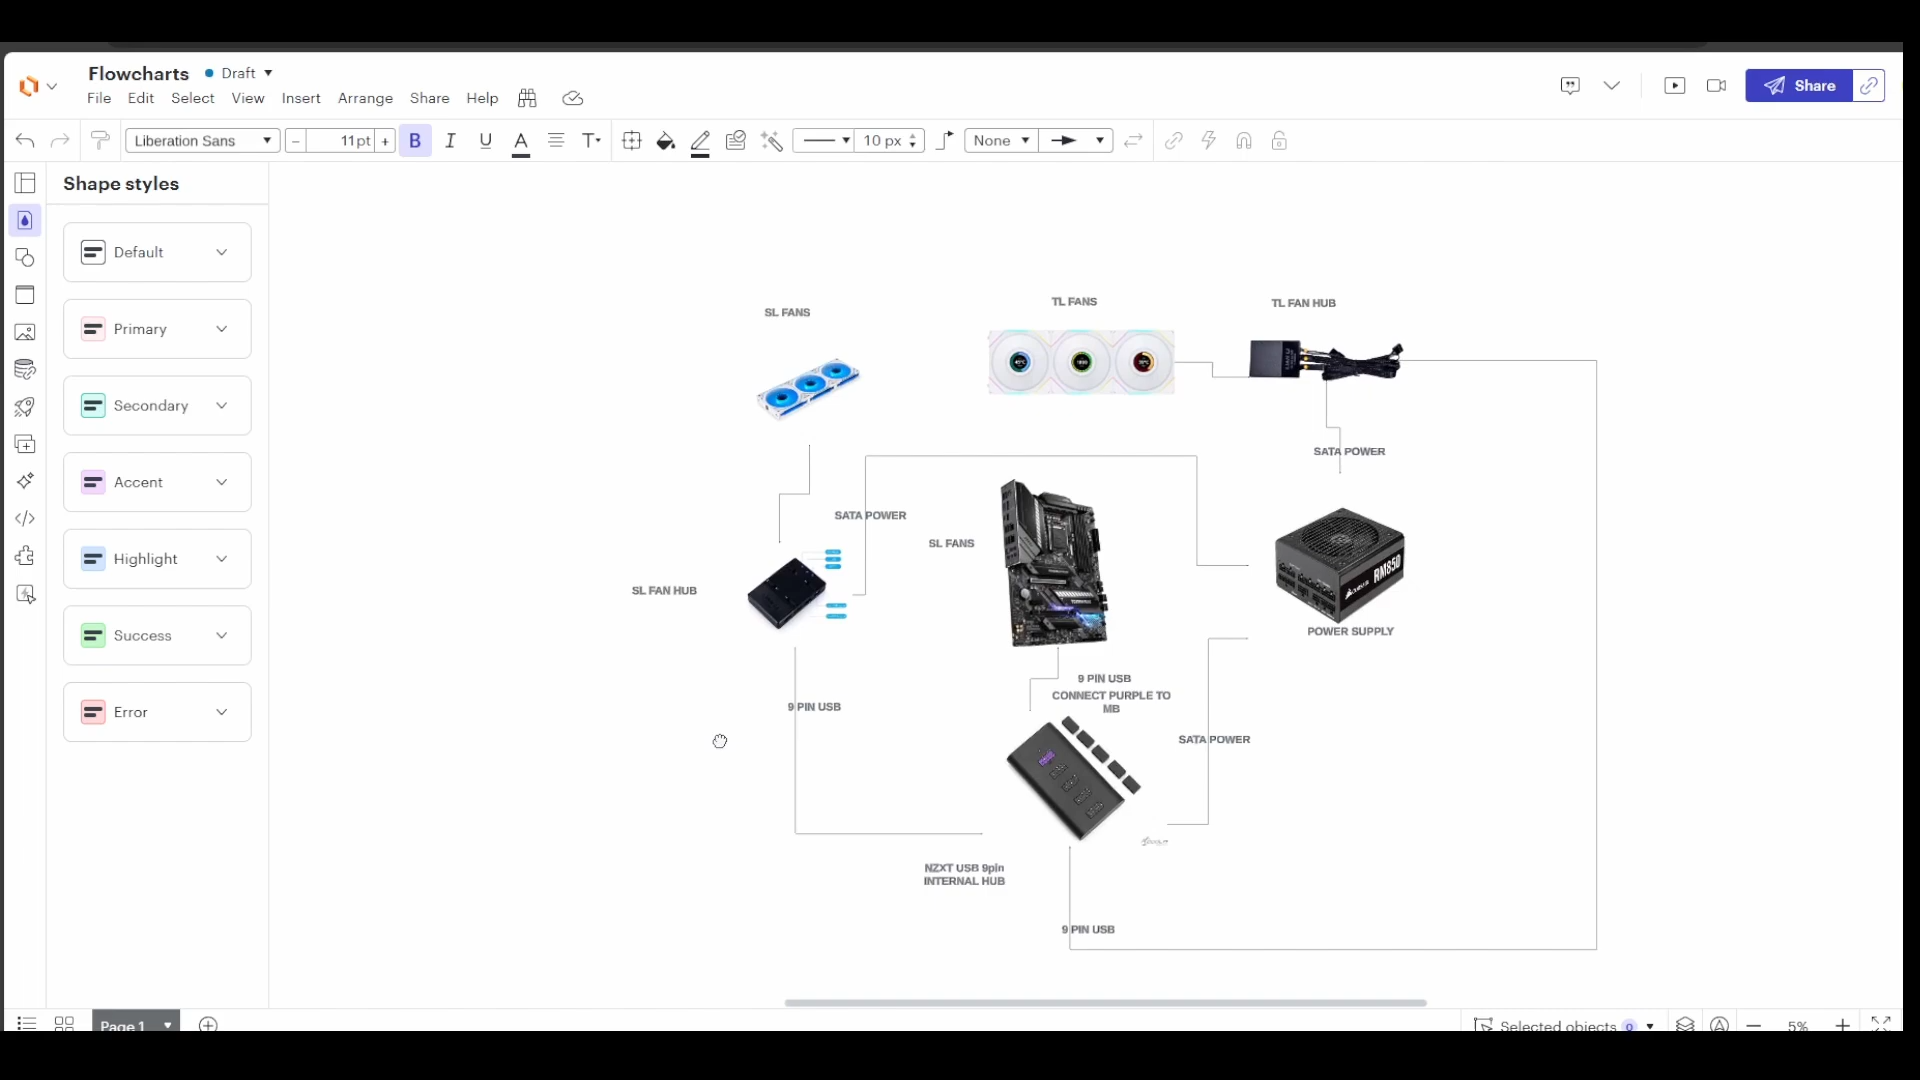 Flowcharts Draft
File Edit Select View Insert Arrange Share Help
Share
Liberation Sans
11pt
B I U A T
10 px
None
Shape styles
Default
Primary
Secondary
Accent
Highlight
Success
Error
SL FANS
TL FANS
TL FAN HUB
SATA POWER
SATA POWER
SL FANS
SL FAN HUB
RM850
POWER SUPPLY
9 PIN USB
CONNECT PURPLE TO
MB
9 PIN USB
SATA POWER
NZXT USB 9pin
INTERNAL HUB
9 PIN USB
Page 1
Selected objects 0
5%